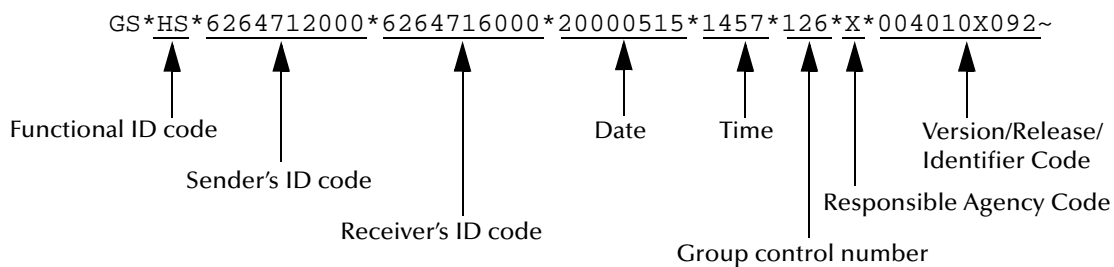 GS*HS*6264712000*6264716000*20000515*1457*126*X*004010X092~
Functional ID code
Date
Time
Version/Release/
Identifier Code
Sender's ID code
Responsible Agency Code
Receiver's ID code
Group control number